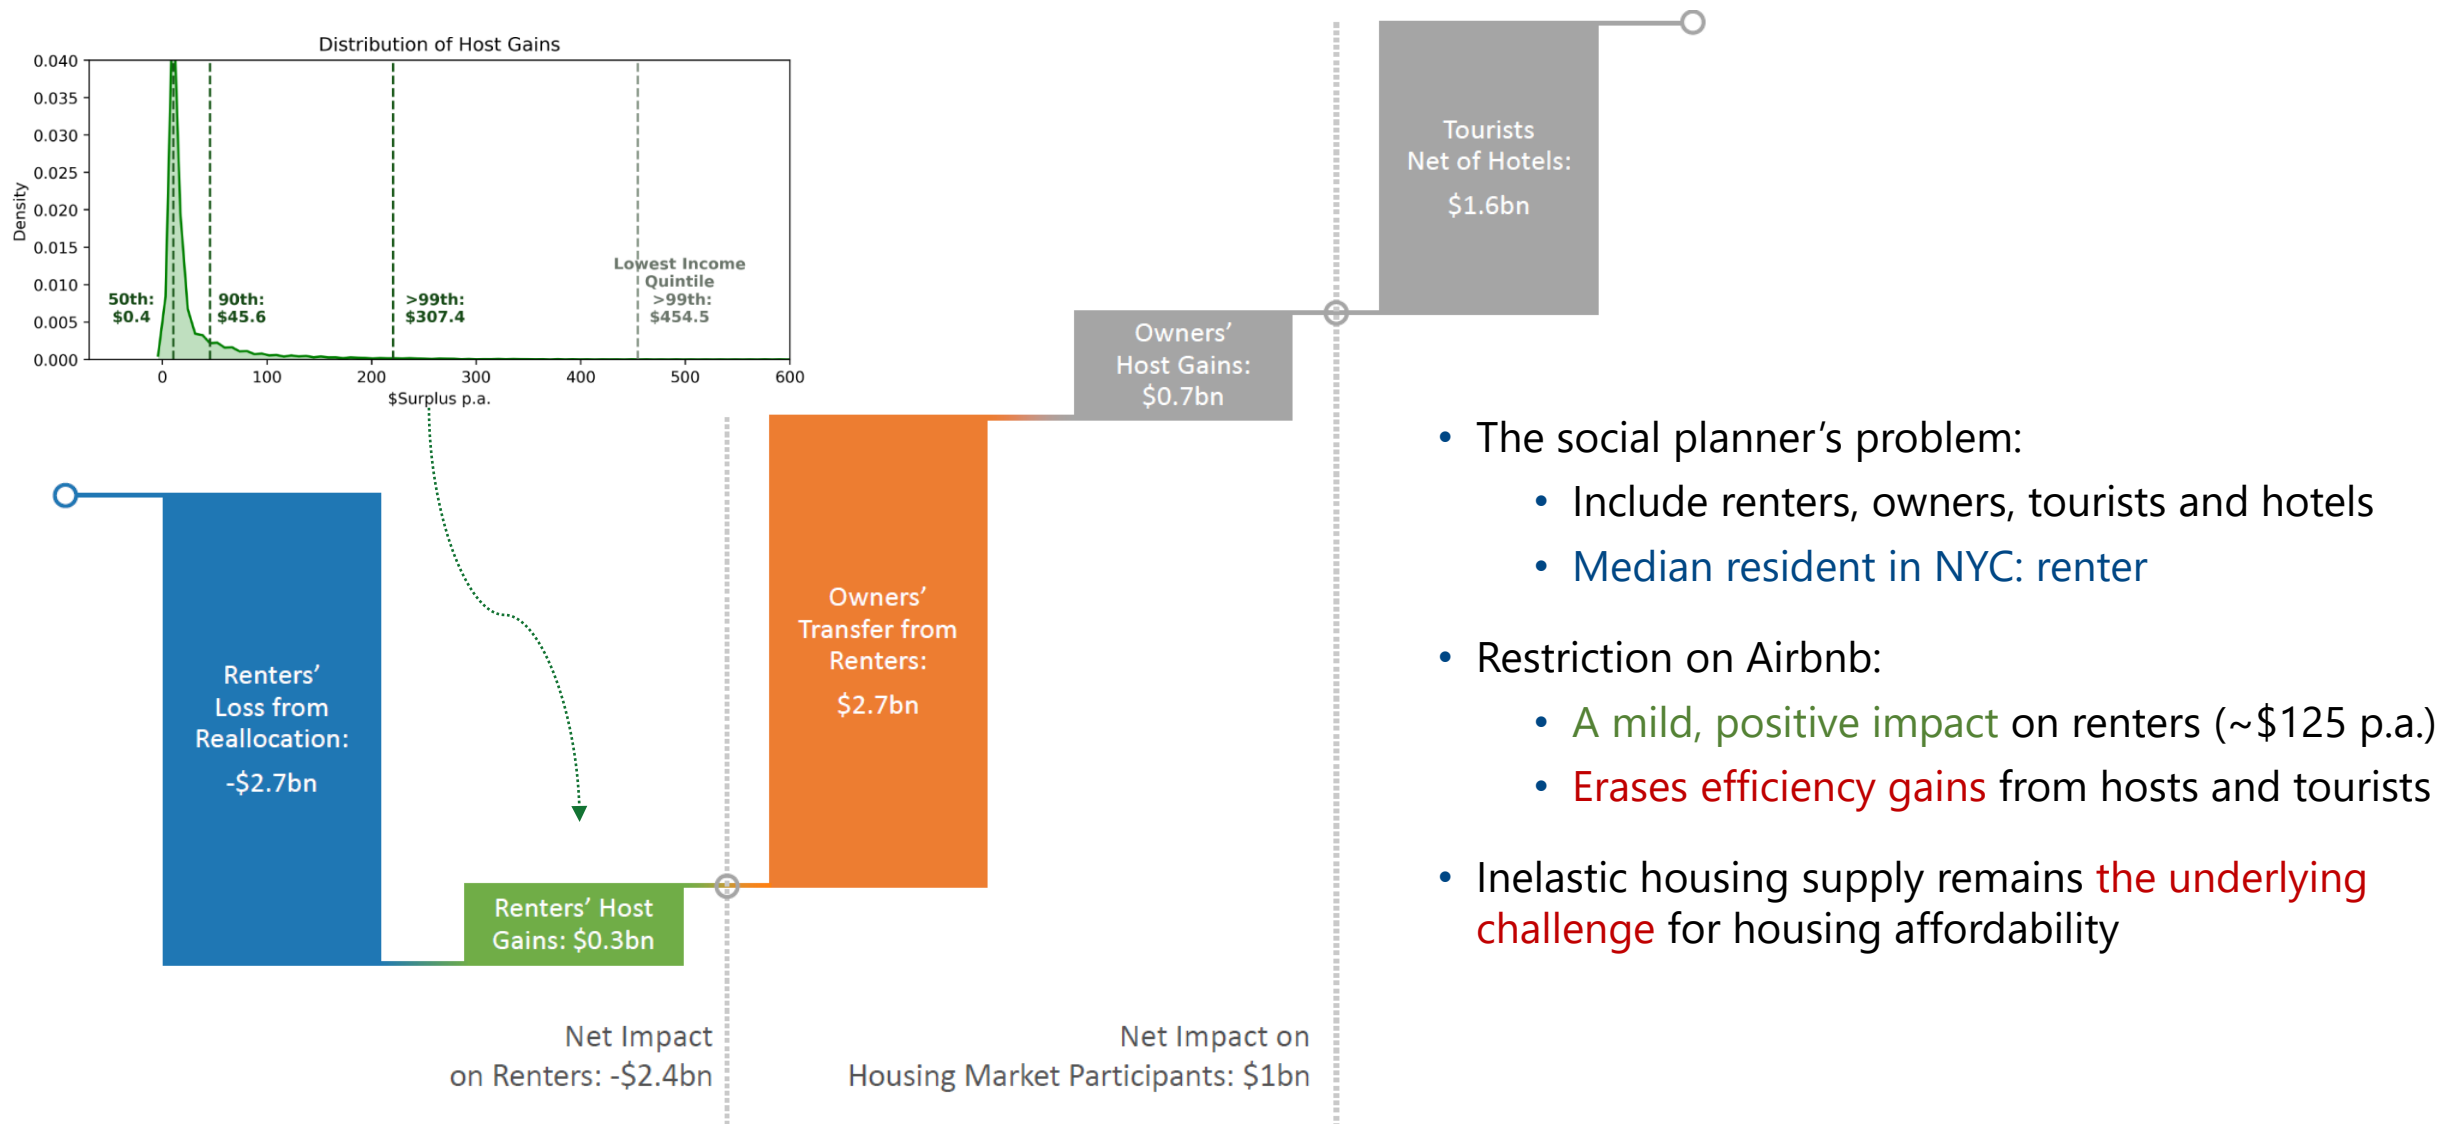 Distribution of Host Gains
0.040
0.035
0.030
0.025
0.020
0.015
0.010
0.005
0.000
Density
0
100
200
300
400
500
600
$Surplus p.a.
50th:
$0.4
90th:
$45.6
>99th:
$307.4
Lowest Income
Quintile
>99th:
$454.5
Renters’
Loss from
Reallocation:
-$2.7bn
Renters’ Host
Gains: $0.3bn
Owners’
Transfer from
Renters:
$2.7bn
Owners’
Host Gains:
$0.7bn
Tourists
Net of Hotels:
$1.6bn
Net Impact
on Renters: -$2.4bn
Net Impact on
Housing Market Participants: $1bn
• The social planner’s problem:
• Include renters, owners, tourists and hotels
• Median resident in NYC: renter
• Restriction on Airbnb:
• A mild, positive impact on renters (~$125 p.a.)
• Erases efficiency gains from hosts and tourists
• Inelastic housing supply remains the underlying
challenge for housing affordability